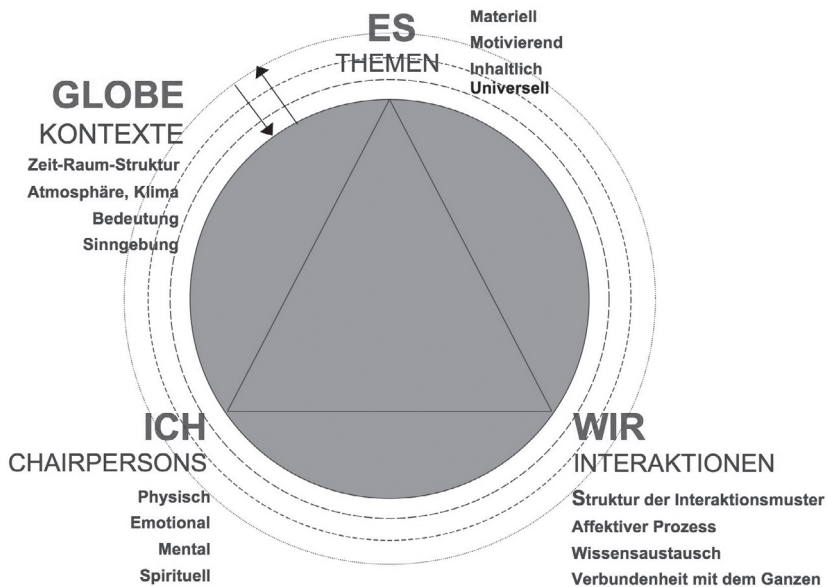 ES
THEMEN
Materiell
Motivierend
Inhaltlich
Universell
GLOBE
KONTEXTE
Zeit-Raum-Struktur
Atmosphäre, Klima
Bedeutung
Sinngebung
ICH
CHAIRPERSONS
Physisch
Emotional
Mental
Spirituell
WIR
INTERAKTIONEN
Struktur der Interaktionsmuster
Affektiver Prozess
Wissensaustausch
Verbundenheit mit dem Ganzen